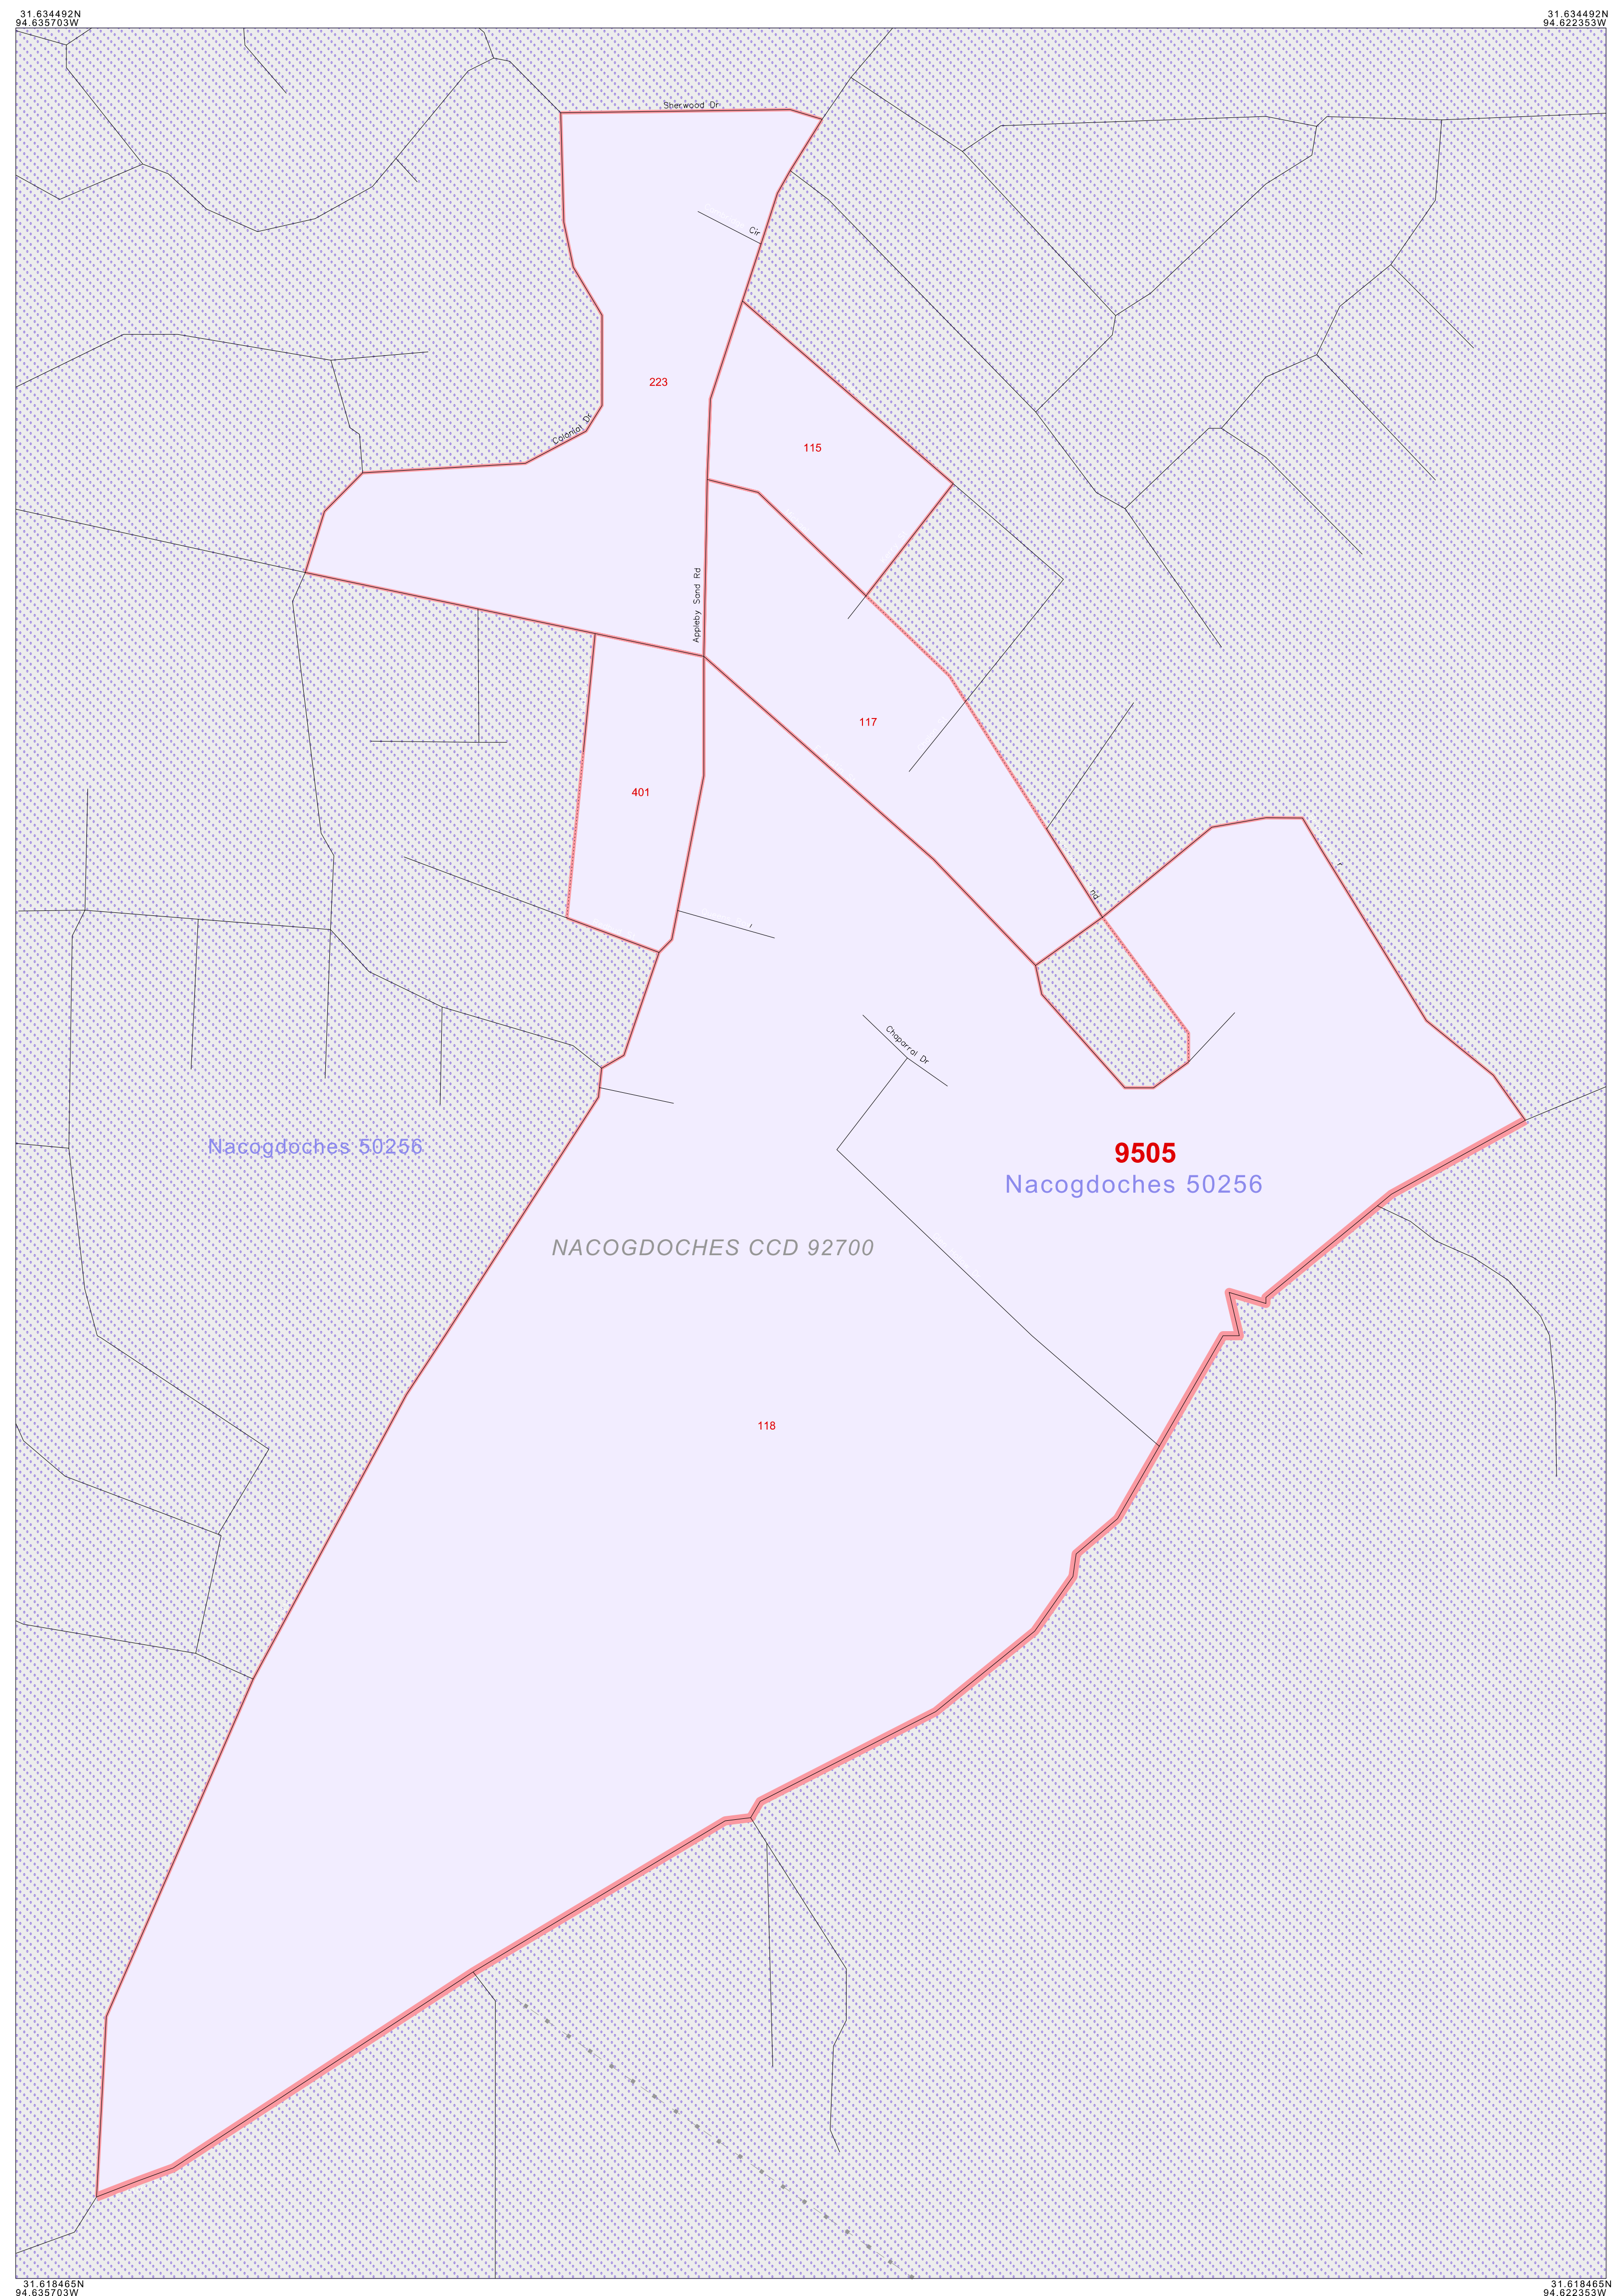 31.634492N
94.635703W
31.634492N
94.622353W
Sherwood Dr
Cir
223
Colonial Dr
115
Appleby Sand Rd
117
401
r
nd
Chaparral Dr
Nacogdoches 50256
9505
Nacogdoches 50256
NACOGDOCHES CCD 92700
118
31.618465N
94.635703W
31.618465N
94.622353W